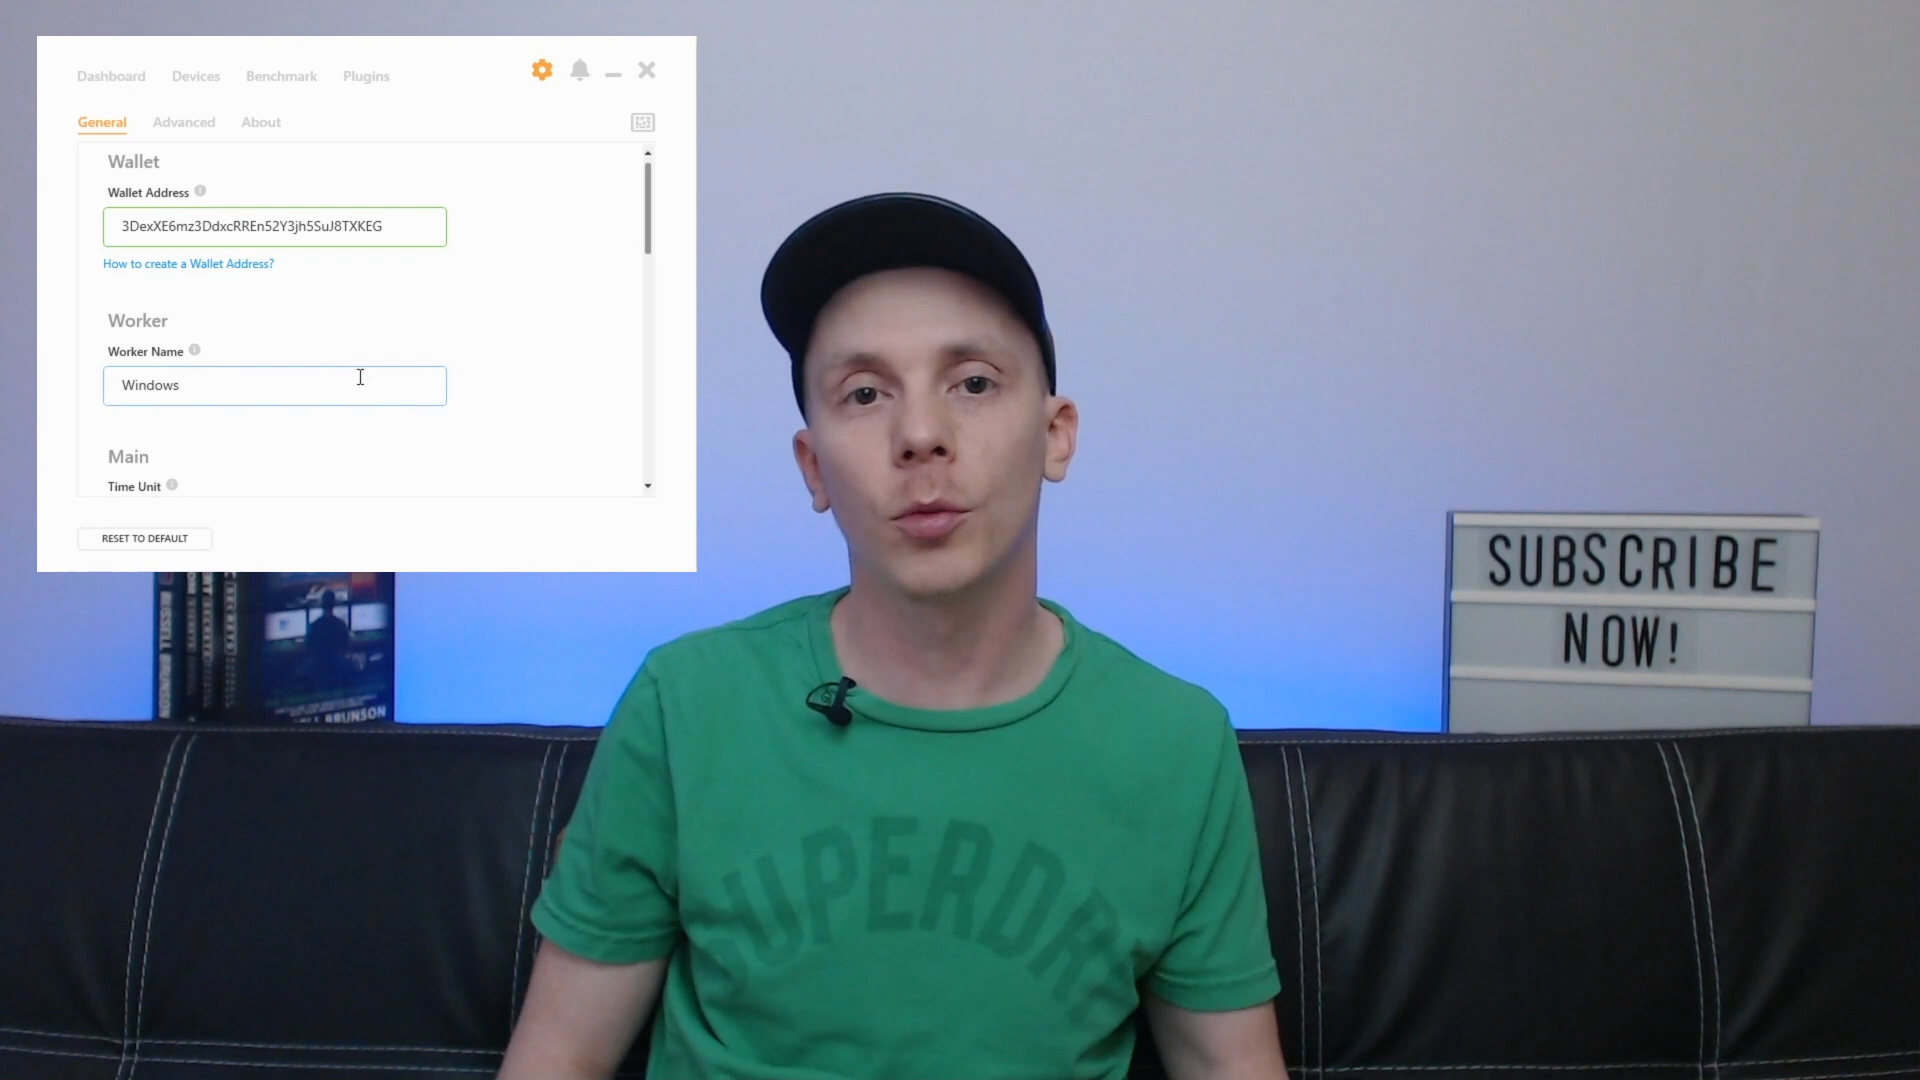 Dashboard Devices Benchmark Plugins
General Advanced About
Wallet
Wallet Address
3DexXE6mz3DdxcRREn52Y3jh5SuJ8TXKEG
How to create a Wallet Address?
Worker
Worker Name
Windows
Main
Time Unit
RESET TO DEFAULT
SUBSCRIBE
NOW!
BRUNSON
SUPERDR